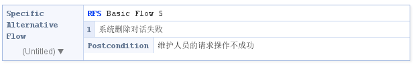 Specific
Alternative
Flow
(Untitled) ▼
RFS Basic Flow 5
1 系统删除对话失败
Postcondition 维护人员的请求操作不成功